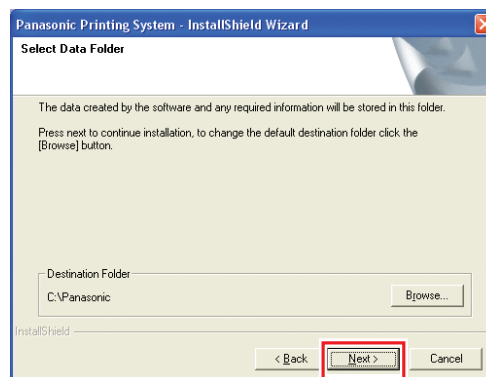 Panasonic Printing System - InstallShield Wizard
Select Data Folder
The data created by the software and any required information will be stored in this folder.
Press next to continue installation, to change the default destination folder click the
[Browse] button.
Destination Folder
C:\Panasonic
Browse...
InstallShield
< Back
Next >
Cancel